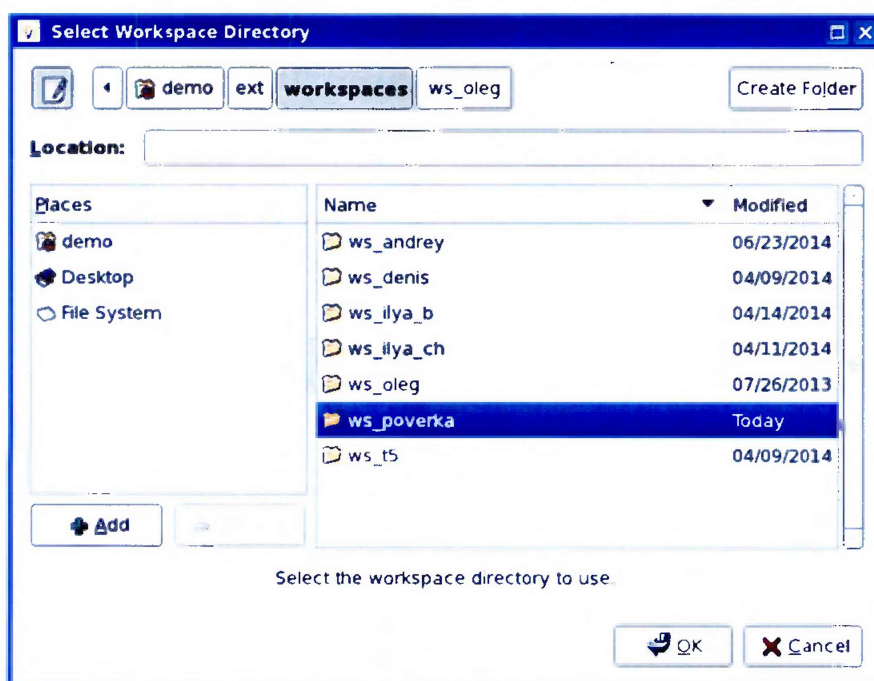 Select Workspace Directory
demo ext workspaces ws_oleg Create Folder
Location:
Places
demo
Desktop
File System
Add
Name Modified
ws_andrey 06/23/2014
ws_denis 04/09/2014
ws_ilya_b 04/14/2014
ws_ilya_ch 04/11/2014
ws_oleg 07/26/2013
ws_poverka Today
ws_t5 04/09/2014
Select the workspace directory to use.
OK Cancel